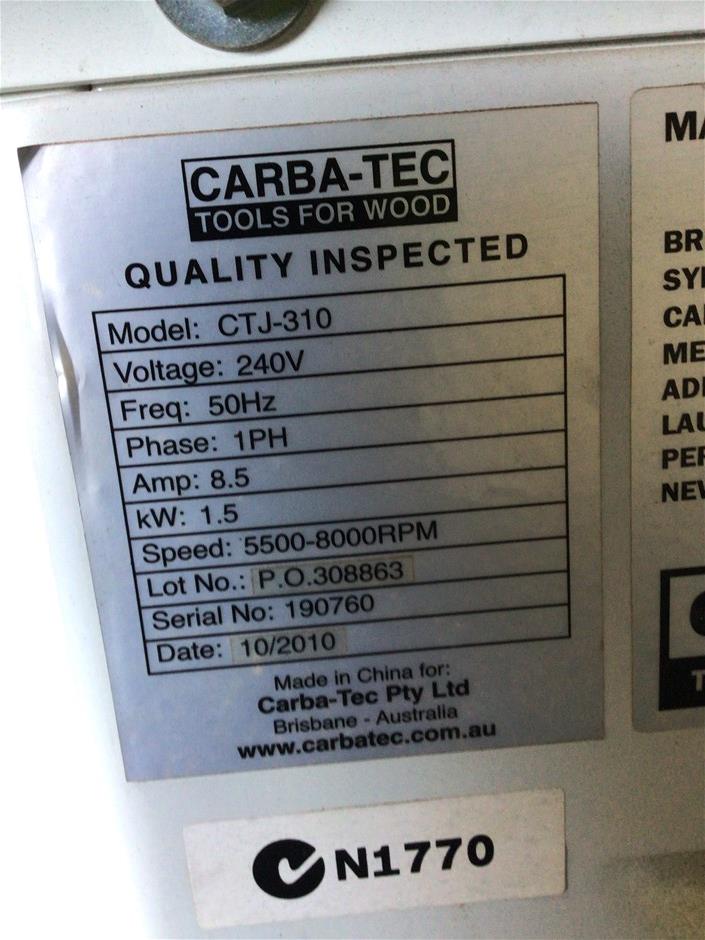 CARBA-TEC
TOOLS FOR WOOD
QUALITY INSPECTED
Model: CTJ-310
Voltage: 240V
Freq: 50Hz
Phase: 1PH
Amp: 8.5
kW: 1.5
Speed: 5500-8000RPM
Lot No.: P.O.308863
Serial No: 190760
Date: 10/2010
Made in China for:
Carba-Tec Pty Ltd
Brisbane - Australia
www.carbatec.com.au
N1770